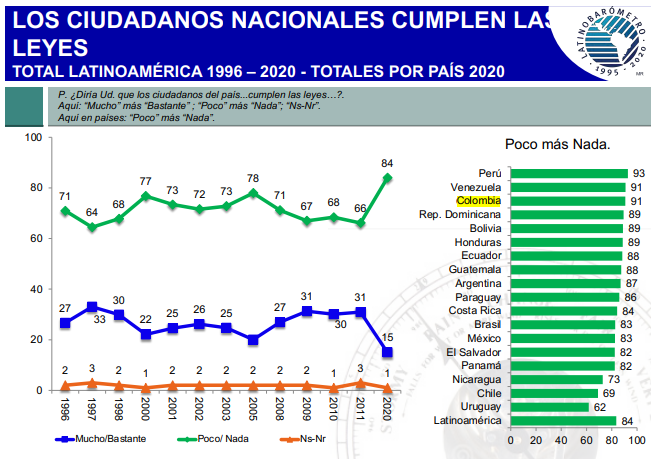 LOS CIUDADANOS NACIONALES CUMPLEN LAS
LEYES
TOTAL LATINOAMÉRICA 1996 – 2020 - TOTALES POR PAÍS 2020
LATINOBARÓMETRO
1995 - 2020
MR
P. ¿Diría Ud. que los ciudadanos del país...cumplen las leyes…?.
Aquí: “Mucho” más “Bastante” ; “Poco” más “Nada”; “Ns-Nr”.
Aquí en países: “Poco” más “Nada”.
100
80
60
40
20
0
71 64 68 77 73 72 73 78 71 67 68 66 84
27 33 30 22 25 26 25 20 27 31 30 31 15
2 3 2 1 2 2 2 2 2 2 1 3 1
1996 1997 1998 2000 2001 2002 2003 2005 2008 2009 2010 2011 2020
Mucho/Bastante Poco/ Nada Ns-Nr
Poco más Nada.
Perú 93
Venezuela 91
Colombia 91
Rep. Dominicana 89
Bolivia 89
Honduras 89
Ecuador 88
Guatemala 88
Argentina 87
Paraguay 86
Costa Rica 84
Brasil 83
México 83
El Salvador 82
Panamá 82
Nicaragua 73
Chile 69
Uruguay 62
Latinoamérica 84
0 20 40 60 80 100